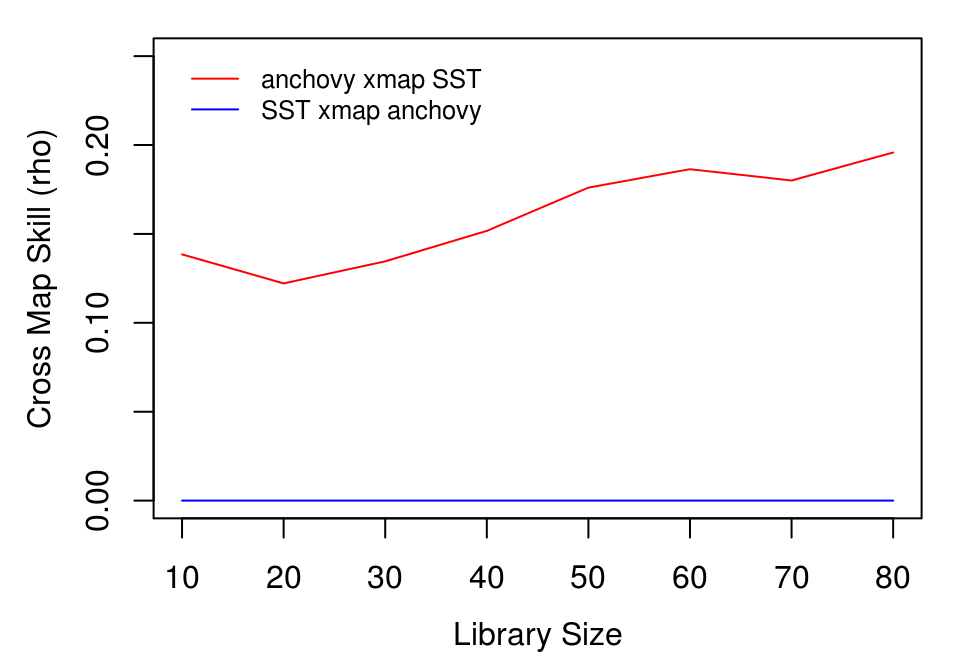 anchovy xmap SST
SST xmap anchovy
Cross Map Skill (rho)
0.20
0.10
0.00
10 20 30 40 50 60 70 80
Library Size